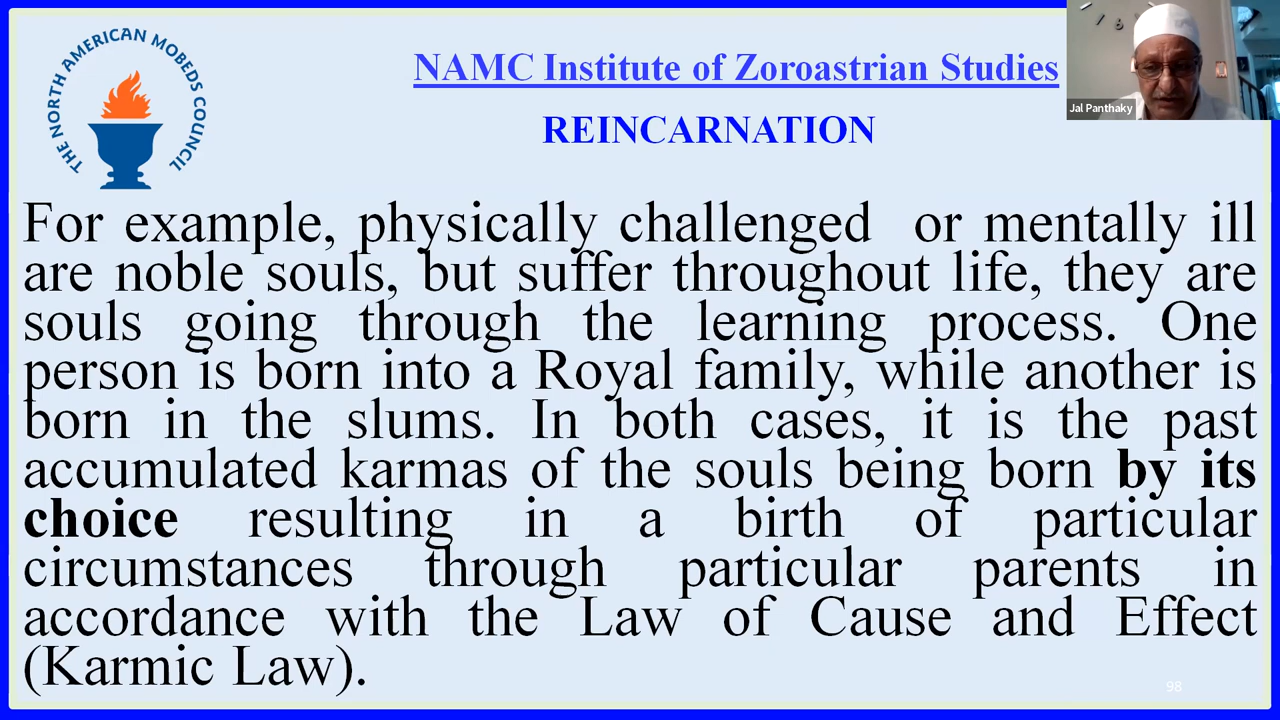 THE NORTH AMERICAN MOBEDS COUNCIL
NAMC Institute of Zoroastrian Studies
REINCARNATION
Jal Panthaky
For example, physically challenged or mentally ill
are noble souls, but suffer throughout life, they are
souls going through the learning process. One
person is born into a Royal family, while another is
born in the slums. In both cases, it is the past
accumulated karmas of the souls being born by its
choice resulting in a birth of particular
circumstances through particular parents in
accordance with the Law of Cause and Effect
(Karmic Law).
98